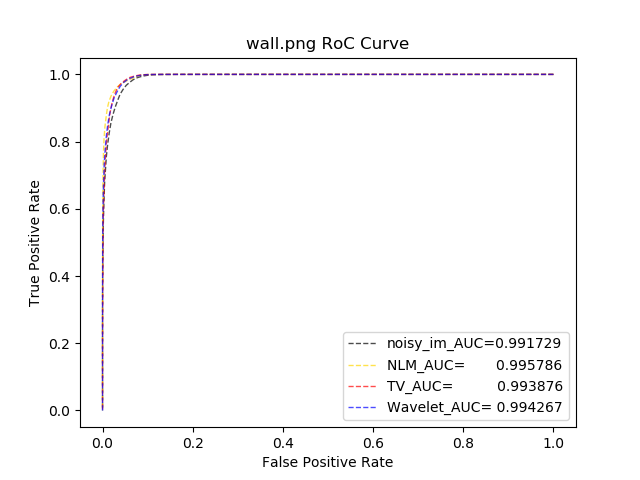 wall.png RoC Curve
True Positive Rate
1.0
0.8
0.6
0.4
0.2
0.0
noisy_im_AUC=0.991729
NLM_AUC= 0.995786
TV_AUC= 0.993876
Wavelet_AUC= 0.994267
0.0 0.2 0.4 0.6 0.8 1.0
False Positive Rate